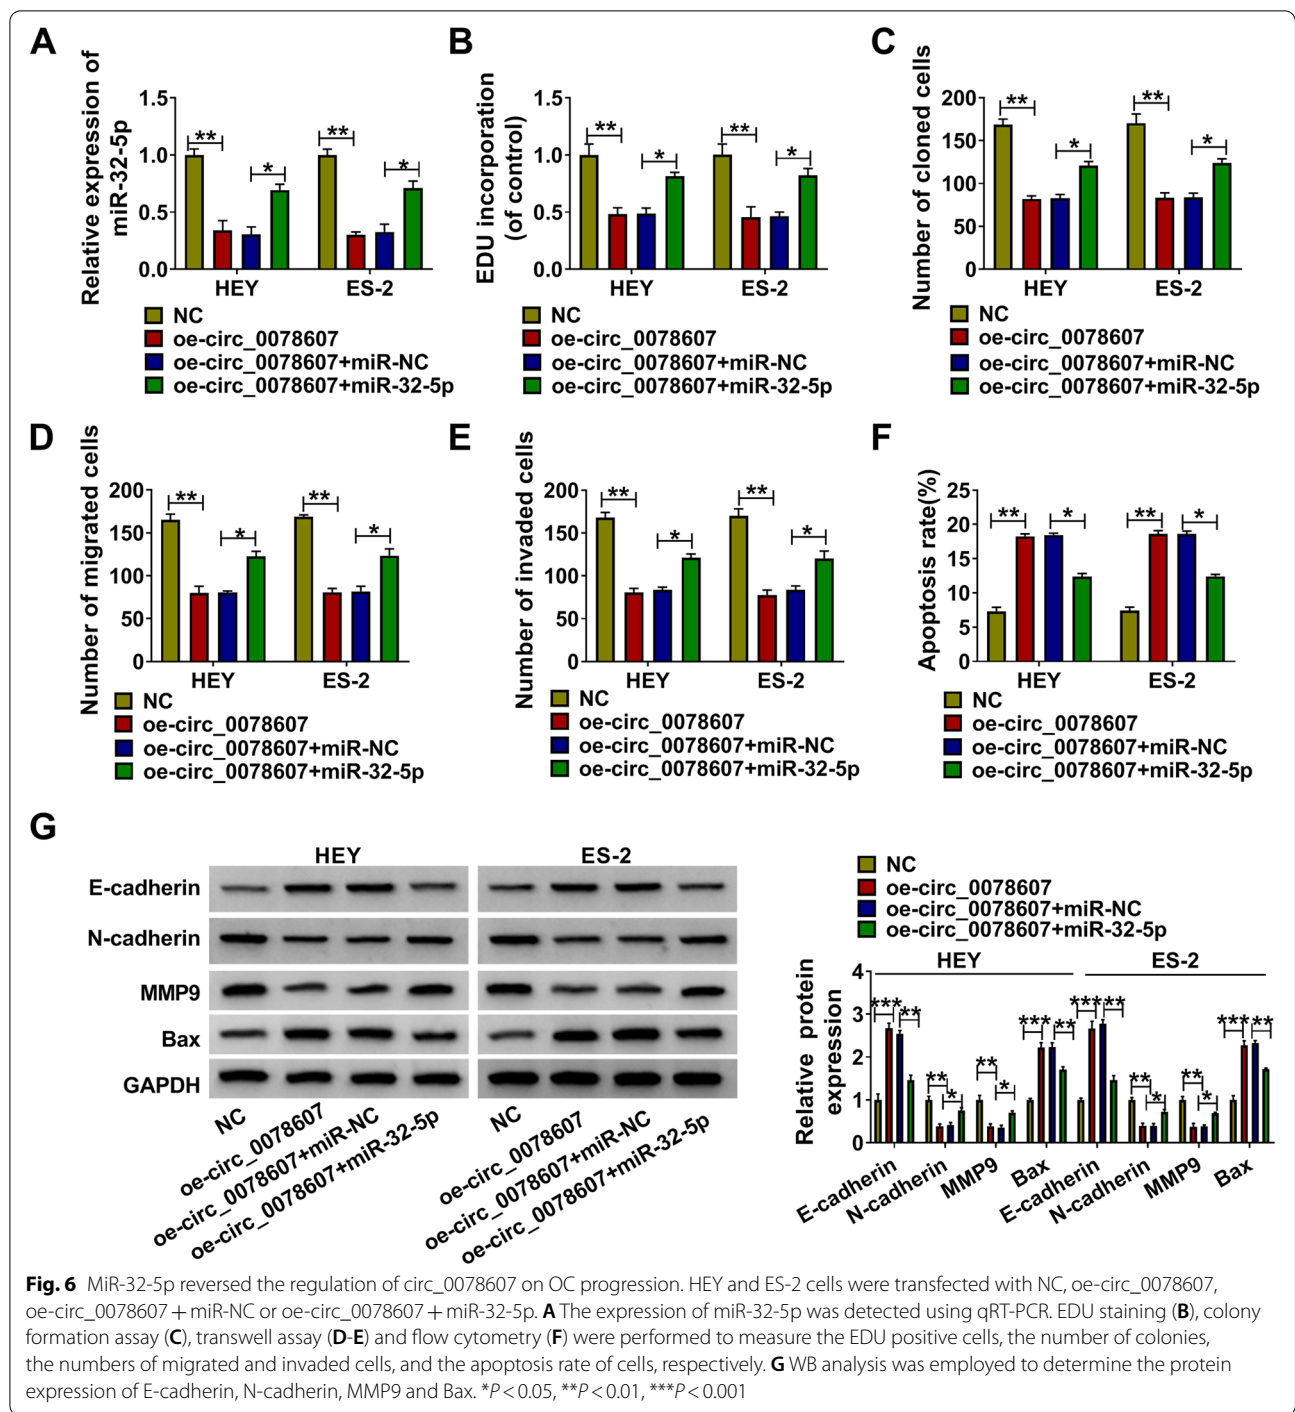 A
Relative expression of
miR-32-5p
1.5
1.0
0.5
0.0
**
*
**
*
HEY
ES-2
NC
oe-circ_0078607
oe-circ_0078607+miR-NC
oe-circ_0078607+miR-32-5p
B
EDU incorporation
(of control)
1.5
1.0
0.5
0.0
**
*
**
*
HEY
ES-2
NC
oe-circ_0078607
oe-circ_0078607+miR-NC
oe-circ_0078607+miR-32-5p
C
Number of cloned cells
200
150
100
50
0
**
*
**
*
HEY
ES-2
NC
oe-circ_0078607
oe-circ_0078607+miR-NC
oe-circ_0078607+miR-32-5p
D
Number of migrated cells
200
150
100
50
0
**
*
**
*
HEY
ES-2
NC
oe-circ_0078607
oe-circ_0078607+miR-NC
oe-circ_0078607+miR-32-5p
E
Number of invaded cells
200
150
100
50
0
**
*
**
*
HEY
ES-2
NC
oe-circ_0078607
oe-circ_0078607+miR-NC
oe-circ_0078607+miR-32-5p
F
Apoptosis rate(%)
25
20
15
10
5
0
**
*
**
*
HEY
ES-2
NC
oe-circ_0078607
oe-circ_0078607+miR-NC
oe-circ_0078607+miR-32-5p
G
HEY
ES-2
E-cadherin
N-cadherin
MMP9
Bax
GAPDH
NC
oe-circ_0078607
oe-circ_0078607+miR-NC
oe-circ_0078607+miR-32-5p
NC
oe-circ_0078607
oe-circ_0078607+miR-NC
oe-circ_0078607+miR-32-5p
NC
oe-circ_0078607
oe-circ_0078607+miR-NC
oe-circ_0078607+miR-32-5p
Relative protein
expression
HEY
ES-2
4
3
2
1
0
***
**
**
*
**
*
***
**
***
**
**
*
**
*
***
**
E-cadherin
N-cadherin
MMP9
Bax
E-cadherin
N-cadherin
MMP9
Bax
Fig. 6 MiR-32-5p reversed the regulation of circ_0078607 on OC progression. HEY and ES-2 cells were transfected with NC, oe-circ_0078607,
oe-circ_0078607 + miR-NC or oe-circ_0078607 + miR-32-5p. A The expression of miR-32-5p was detected using qRT-PCR. EDU staining (B), colony
formation assay (C), transwell assay (D-E) and flow cytometry (F) were performed to measure the EDU positive cells, the number of colonies,
the numbers of migrated and invaded cells, and the apoptosis rate of cells, respectively. G WB analysis was employed to determine the protein
expression of E-cadherin, N-cadherin, MMP9 and Bax. *P < 0.05, **P < 0.01, ***P < 0.001